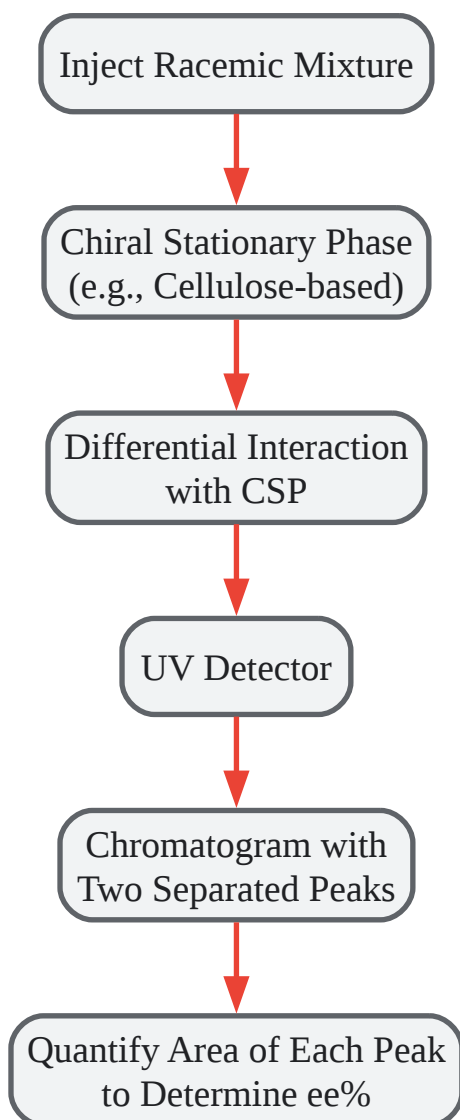 Inject Racemic Mixture
Chiral Stationary Phase
(e.g., Cellulose-based)
Differential Interaction
with CSP
UV Detector
Chromatogram with
Two Separated Peaks
Quantify Area of Each Peak
to Determine ee%